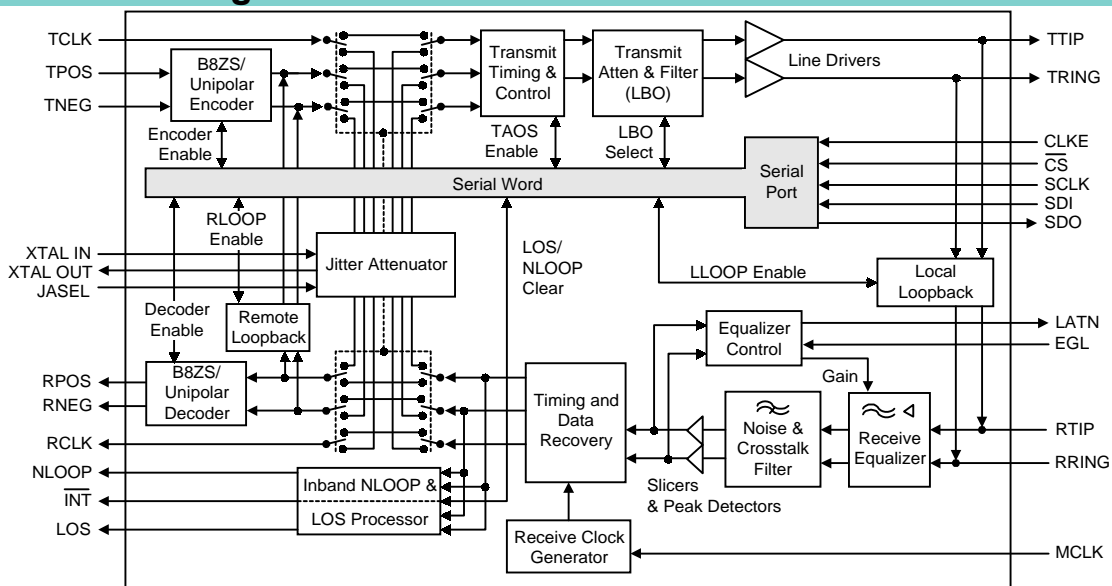 TCLK
TPOS
TNEG
B8ZS/
Unipolar
Encoder
Encoder
Enable
Transmit
Timing &
Control
TAOS
Enable
Transmit
Atten & Filter
(LBO)
LBO
Select
Line Drivers
TTIP
TRING
Serial Word
Serial
Port
CLKE
CS
SCLK
SDI
SDO
RLOOP
Enable
XTAL IN
XTAL OUT
JASEL
Jitter Attenuator
LOS/
NLOOP
Clear
LLOOP Enable
Local
Loopback
Decoder
Enable
Remote
Loopback
Equalizer
Control
LATN
EGL
Gain
RPOS
RNEG
RCLK
B8ZS/
Unipolar
Decoder
Timing and
Data
Recovery
Noise &
Crosstalk
Filter
Receive
Equalizer
RTIP
RRING
Slicers
& Peak Detectors
NLOOP
INT
LOS
Inband NLOOP &
LOS Processor
Receive Clock
Generator
MCLK